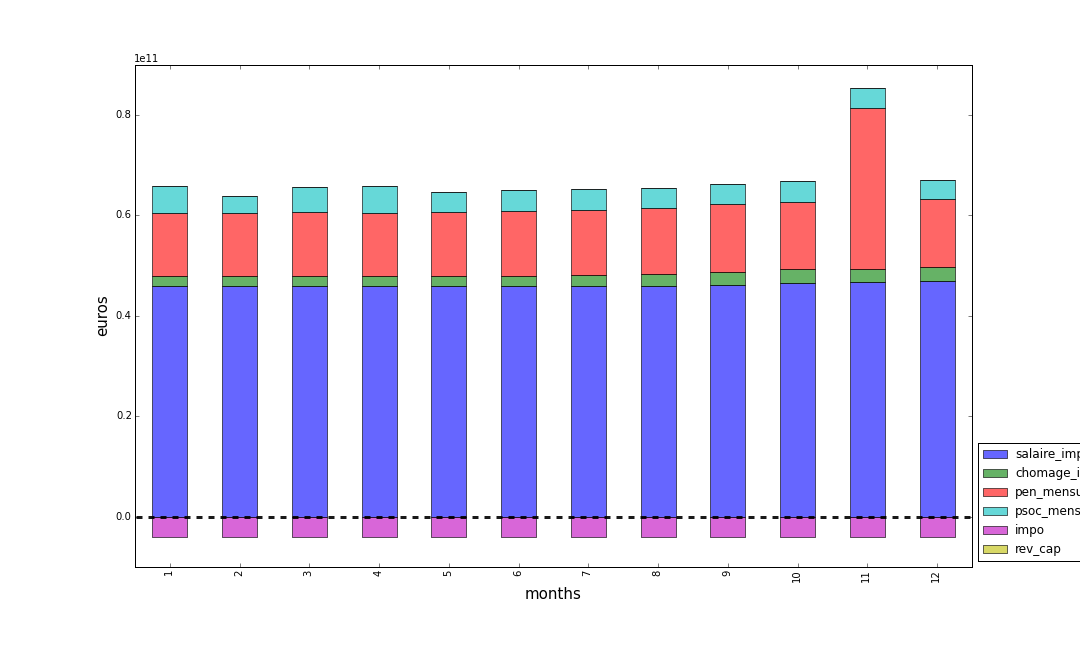 1e11
0.8
0.6
0.4
0.2
0.0
euros
1 2 3 4 5 6 7 8 9 10 11 12
months
salaire_imp
chomage_i
pen_mensu
psoc_mens
impo
rev_cap